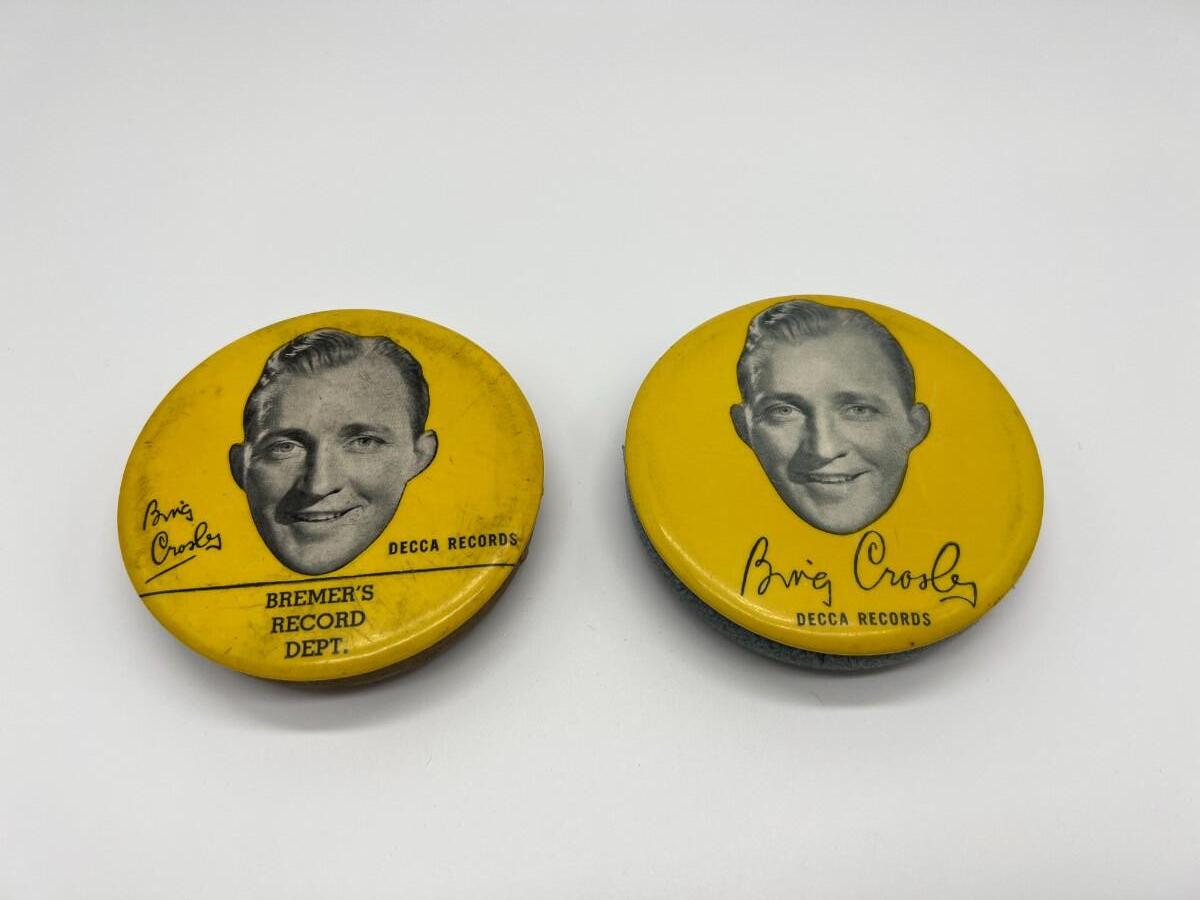 Bing
Crosby
DECCA RECORDS
BREMER'S
RECORD
DEPT.
Bing Crosby
DECCA RECORDS